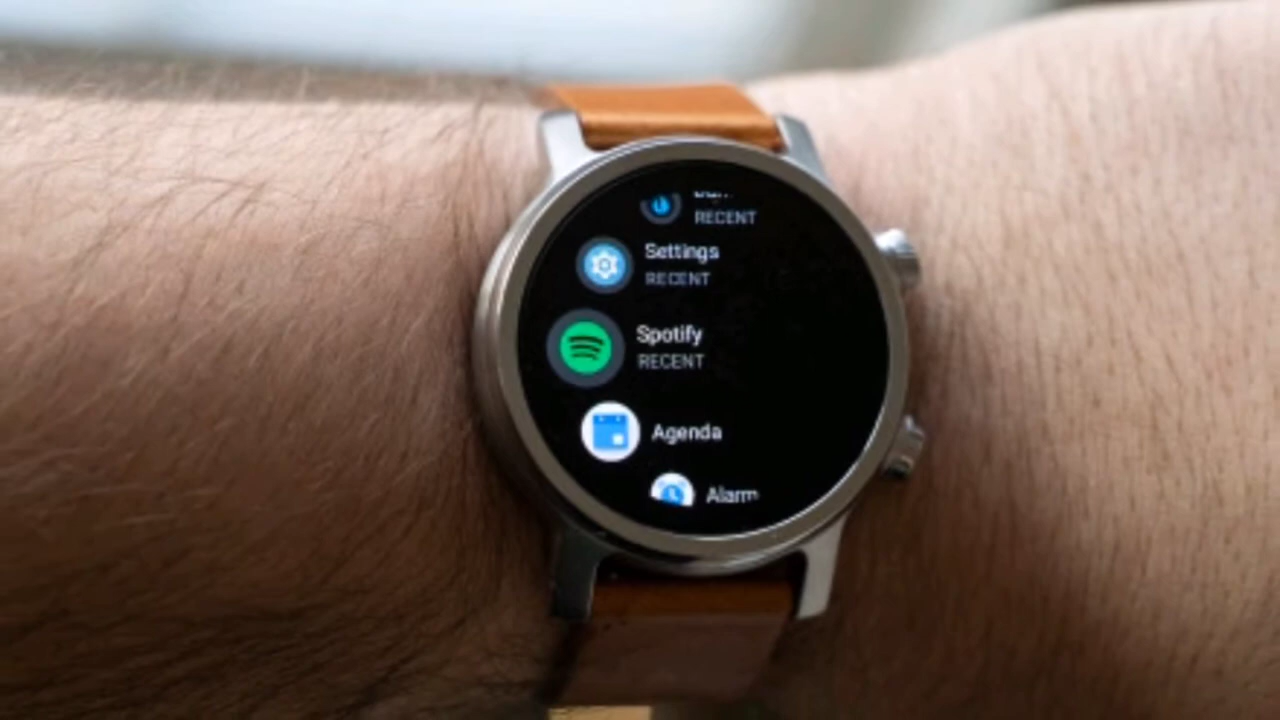 RECENT
Settings
RECENT
Spotify
RECENT
Agenda
Alarm